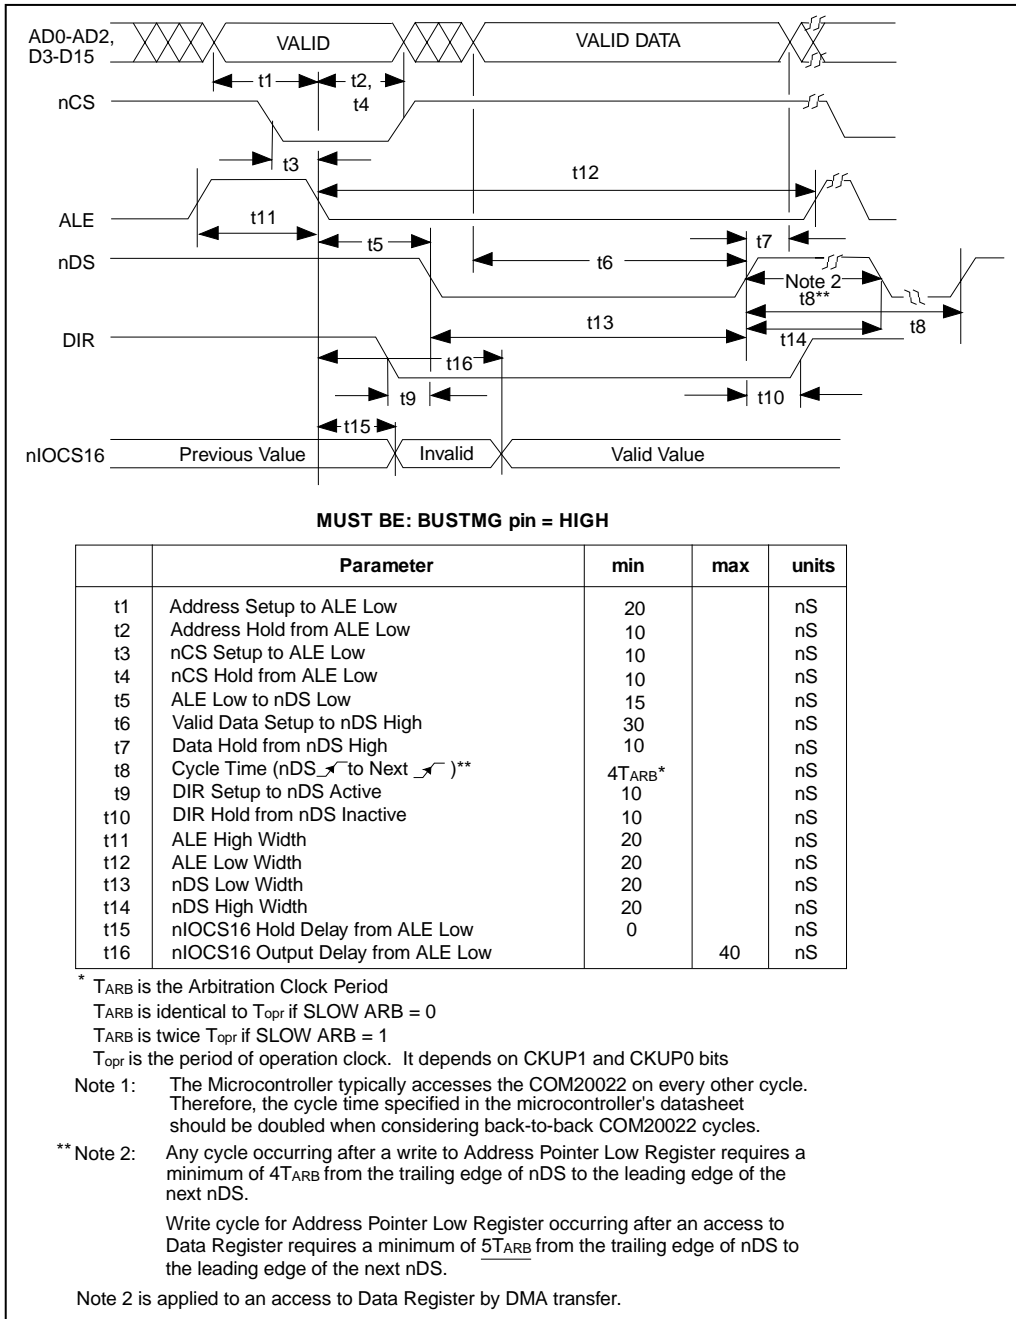 AD0-AD2,
D3-D15
VALID
VALID DATA
t1
t2,
t4
nCS
t3
t12
ALE
t11
t5
t7
nDS
t6
Note 2
t8**
t13
t8
DIR
t14
t16
t9
t10
t15
nIOCS16
Previous Value
Invalid
Valid Value
MUST BE: BUSTMG pin = HIGH
Parameter min max units
t1 Address Setup to ALE Low 20 nS
t2 Address Hold from ALE Low 10 nS
t3 nCS Setup to ALE Low 10 nS
t4 nCS Hold from ALE Low 10 nS
t5 ALE Low to nDS Low 15 nS
t6 Valid Data Setup to nDS High 30 nS
t7 Data Hold from nDS High 10 nS
t8 Cycle Time (nDS to Next )** 4TARB* nS
t9 DIR Setup to nDS Active 10 nS
t10 DIR Hold from nDS Inactive 10 nS
t11 ALE High Width 20 nS
t12 ALE Low Width 20 nS
t13 nDS Low Width 20 nS
t14 nDS High Width 20 nS
t15 nIOCS16 Hold Delay from ALE Low 0 nS
t16 nIOCS16 Output Delay from ALE Low 40 nS
* TARB is the Arbitration Clock Period
TARB is identical to Topr if SLOW ARB = 0
TARB is twice Topr if SLOW ARB = 1
Topr is the period of operation clock. It depends on CKUP1 and CKUP0 bits
Note 1: The Microcontroller typically accesses the COM20022 on every other cycle.
Therefore, the cycle time specified in the microcontroller's datasheet
should be doubled when considering back-to-back COM20022 cycles.
**Note 2: Any cycle occurring after a write to Address Pointer Low Register requires a
minimum of 4TARB from the trailing edge of nDS to the leading edge of the
next nDS.
Write cycle for Address Pointer Low Register occurring after an access to
Data Register requires a minimum of 5TARB from the trailing edge of nDS to
the leading edge of the next nDS.
Note 2 is applied to an access to Data Register by DMA transfer.